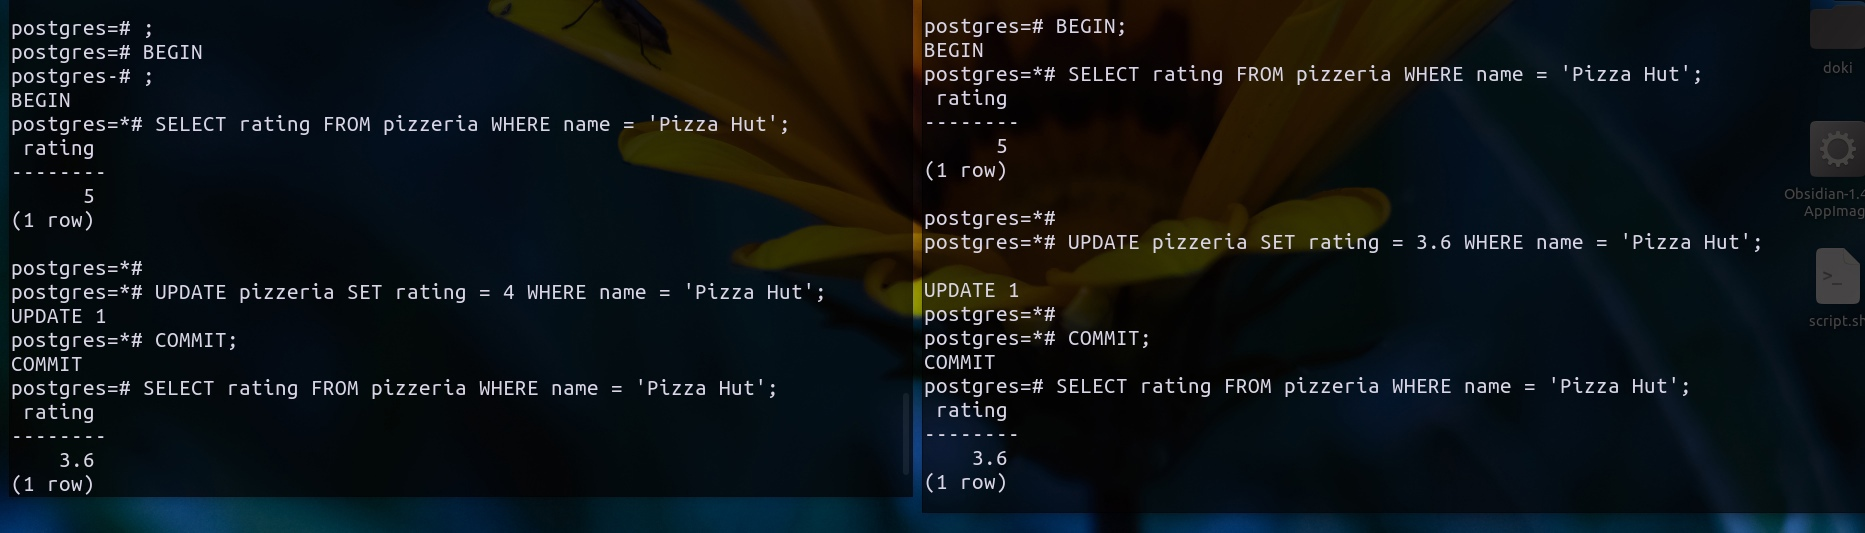 postgres=# ;
postgres=# BEGIN
postgres-# ;
BEGIN
postgres=*# SELECT rating FROM pizzeria WHERE name = 'Pizza Hut';
 rating
--------
      5
(1 row)

postgres=*#
postgres=*# UPDATE pizzeria SET rating = 4 WHERE name = 'Pizza Hut';
UPDATE 1
postgres=*# COMMIT;
COMMIT
postgres=# SELECT rating FROM pizzeria WHERE name = 'Pizza Hut';
 rating
--------
    3.6
(1 row)
postgres=# BEGIN;
BEGIN
postgres=*# SELECT rating FROM pizzeria WHERE name = 'Pizza Hut';
 rating
--------
      5
(1 row)

postgres=*#
postgres=*# UPDATE pizzeria SET rating = 3.6 WHERE name = 'Pizza Hut';

UPDATE 1
postgres=*#
postgres=*# COMMIT;
COMMIT
postgres=# SELECT rating FROM pizzeria WHERE name = 'Pizza Hut';
 rating
--------
    3.6
(1 row)
doki
>_
Obsidian-1.4
AppImag
script.sh